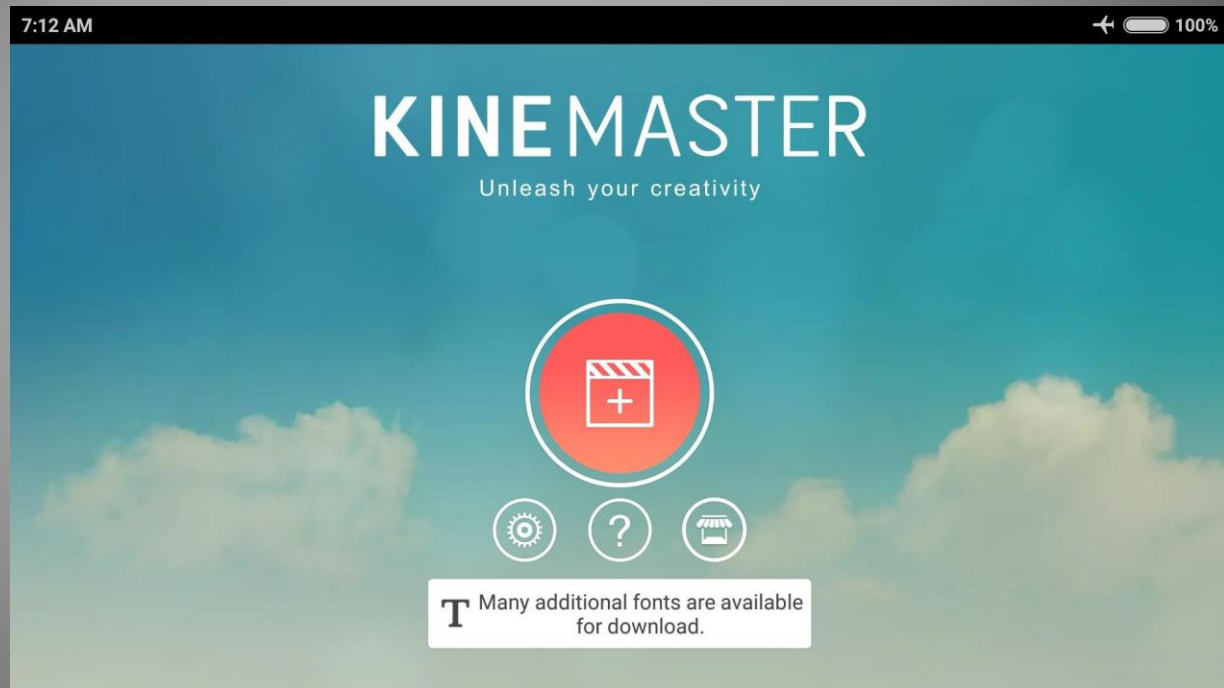 7:12 AM 100%
KINEMASTER
Unleash your creativity
?
T Many additional fonts are available
for download.